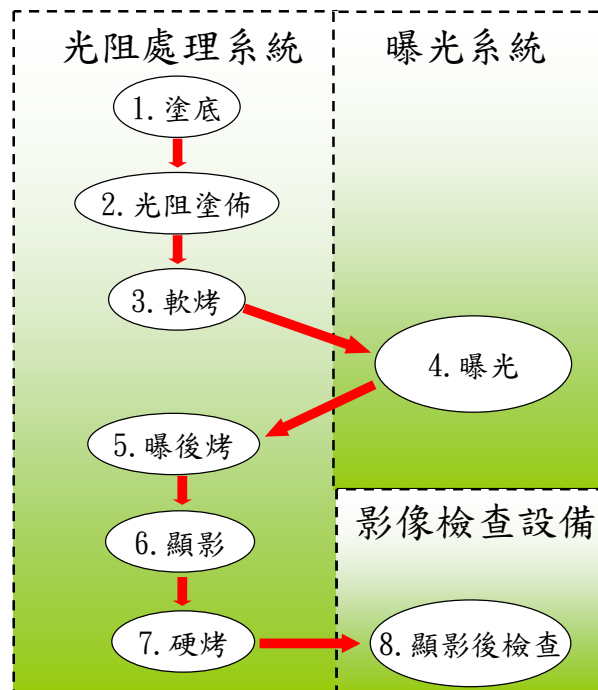 光阻處理系統
曝光系統
1.塗底
2.光阻塗佈
3.軟烤
4.曝光
5.曝後烤
6.顯影
7.硬烤
影像檢查設備
8.顯影後檢查